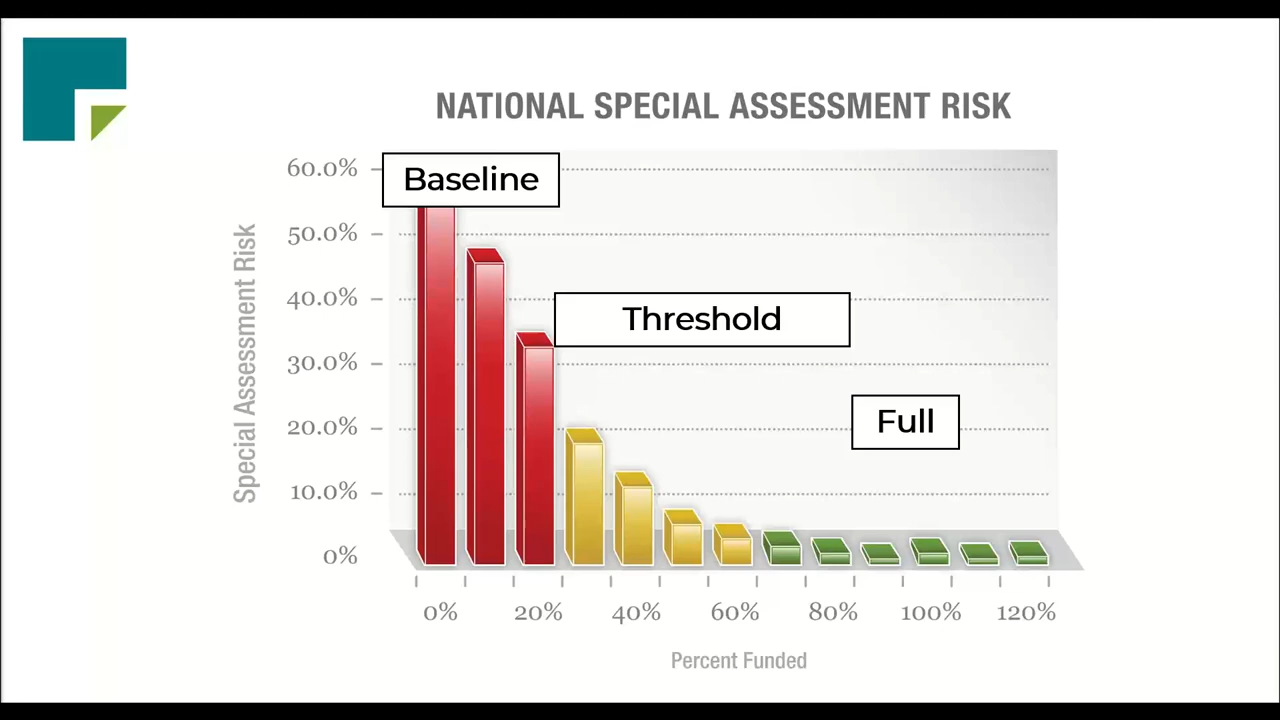 NATIONAL SPECIAL ASSESSMENT RISK
60.0%
Baseline
50.0%
40.0%
Threshold
30.0%
Full
20.0%
10.0%
0%
Special Assessment Risk
0% 20% 40% 60% 80% 100% 120%
Percent Funded